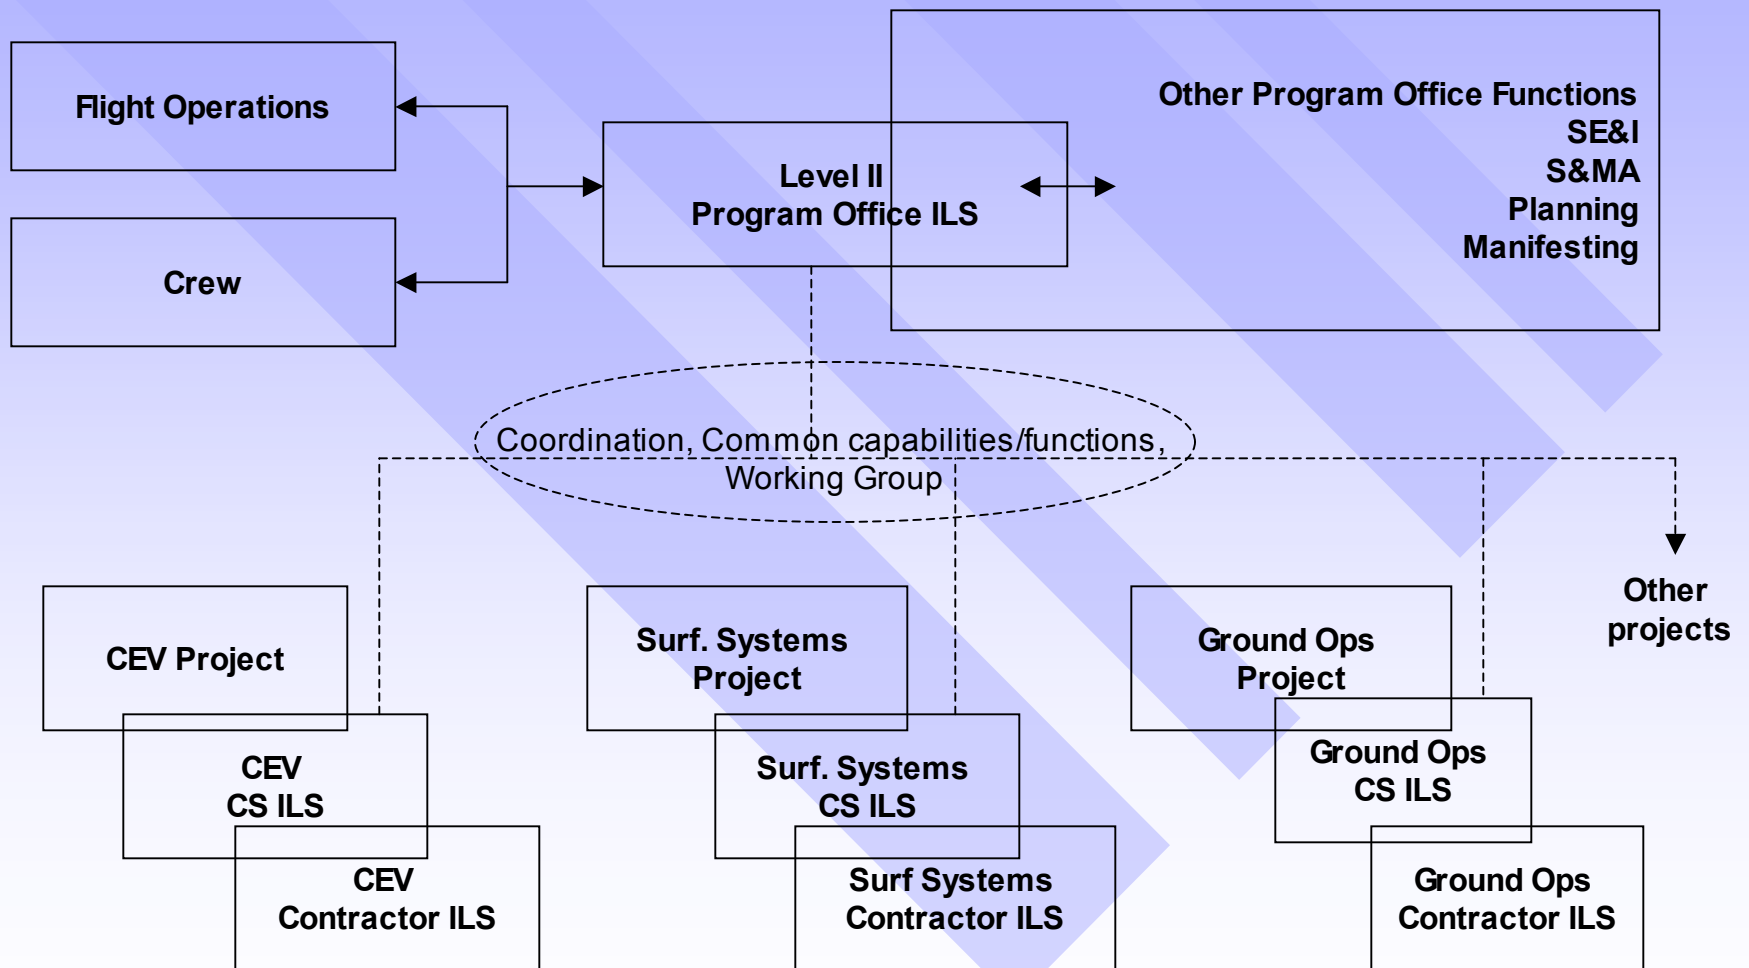 Flight Operations
Crew
Level II
Program Office ILS
Other Program Office Functions
SE&I
S&MA
Planning
Manifesting
Coordination, Common capabilities/functions,
Working Group
Other
projects
CEV Project
CEV
CS ILS
CEV
Contractor ILS
Surf. Systems
Project
Surf. Systems
CS ILS
Surf Systems
Contractor ILS
Ground Ops
Project
Ground Ops
CS ILS
Ground Ops
Contractor ILS